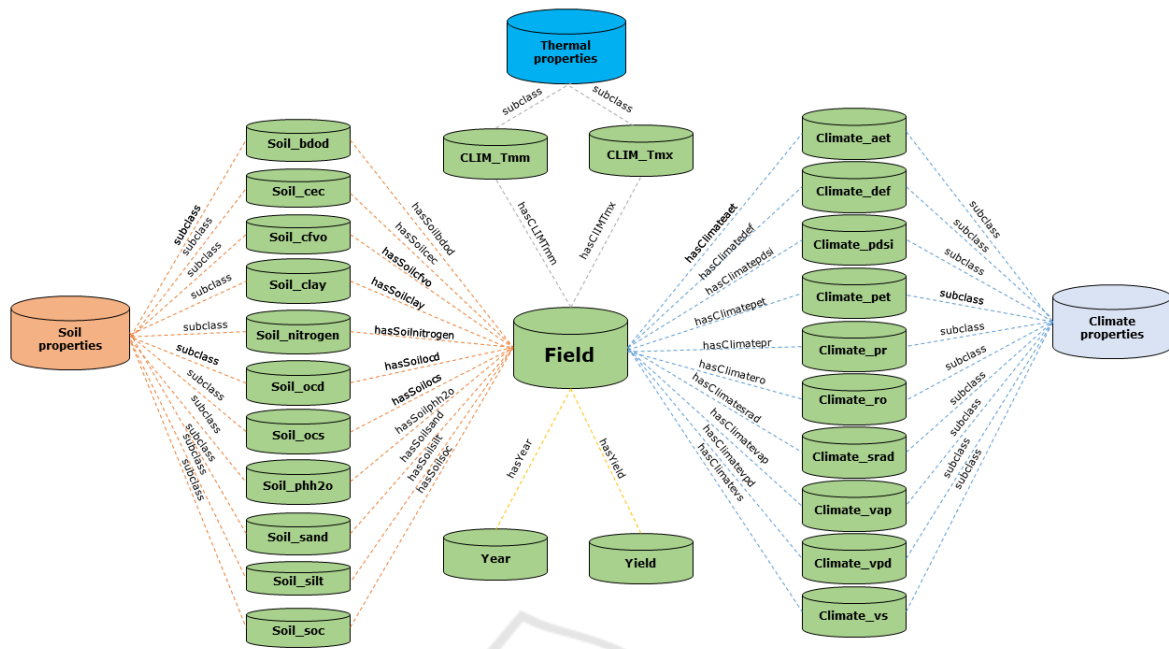 Thermal
properties
subclass
subclass
CLIM_Tmm
CLIM_Tmx
hasCLIMTmm
hasClIMTmx
Soil
properties
subclass
subclass
subclass
subclass
subclass
subclass
subclass
subclass
subclass
subclass
subclass
Soil_bdod
Soil_cec
Soil_cfvo
Soil_clay
Soil_nitrogen
Soil_ocd
Soil_ocs
Soil_phh2o
Soil_sand
Soil_silt
Soil_soc
hasSoilbdod
hasSoilcec
hasSoilcfvo
hasSoilclay
hasSoilnitrogen
hasSoilocd
hasSoilocs
hasSoilphh2o
hasSoilsand
hasSoilsilt
hasSoilsoc
Field
hasYear
hasYield
Year
Yield
hasClimateaet
hasClimatedef
hasClimatepdsi
hasClimatepet
hasClimatepr
hasClimatero
hasClimatesrad
hasClimatevap
hasClimatevpd
hasClimatevs
Climate_aet
Climate_def
Climate_pdsi
Climate_pet
Climate_pr
Climate_ro
Climate_srad
Climate_vap
Climate_vpd
Climate_vs
subclass
subclass
subclass
subclass
subclass
subclass
subclass
subclass
subclass
subclass
Climate
properties